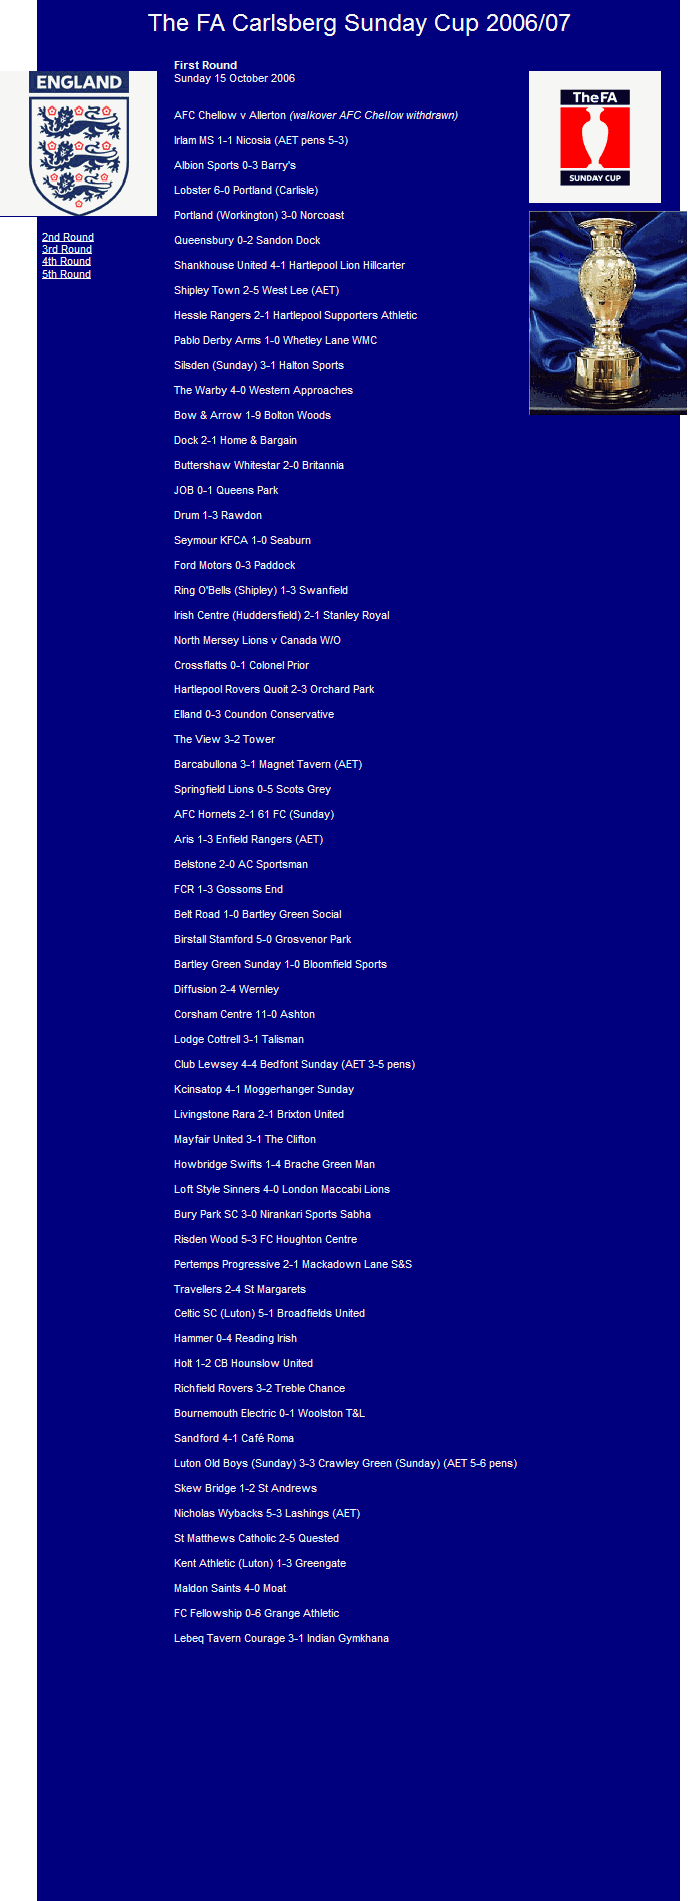 The FA Carlsberg Sunday Cup 2006/07
First Round
Sunday 15 October 2006
ENGLAND
TheFA
SUNDAY CUP
2nd Round
3rd Round
4th Round
5th Round
AFC Chellow v Allerton (walkover AFC Chellow withdrawn)
Irlam MS 1-1 Nicosia (AET pens 5-3)
Albion Sports 0-3 Barry's
Lobster 6-0 Portland (Carlisle)
Portland (Workington) 3-0 Norcoast
Queensbury 0-2 Sandon Dock
Shankhouse United 4-1 Hartlepool Lion Hillcarter
Shipley Town 2-5 West Lee (AET)
Hessle Rangers 2-1 Hartlepool Supporters Athletic
Pablo Derby Arms 1-0 Whetley Lane WMC
Silsden (Sunday) 3-1 Halton Sports
The Warby 4-0 Western Approaches
Bow & Arrow 1-9 Bolton Woods
Dock 2-1 Home & Bargain
Buttershaw Whitestar 2-0 Britannia
JOB 0-1 Queens Park
Drum 1-3 Rawdon
Seymour KFCA 1-0 Seaburn
Ford Motors 0-3 Paddock
Ring O'Bells (Shipley) 1-3 Swanfield
Irish Centre (Huddersfield) 2-1 Stanley Royal
North Mersey Lions v Canada W/O
Crossflatts 0-1 Colonel Prior
Hartlepool Rovers Quoit 2-3 Orchard Park
Elland 0-3 Coundon Conservative
The View 3-2 Tower
Barcabullona 3-1 Magnet Tavern (AET)
Springfield Lions 0-5 Scots Grey
AFC Hornets 2-1 61 FC (Sunday)
Aris 1-3 Enfield Rangers (AET)
Belstone 2-0 AC Sportsman
FCR 1-3 Gossoms End
Belt Road 1-0 Bartley Green Social
Birstall Stamford 5-0 Grosvenor Park
Bartley Green Sunday 1-0 Bloomfield Sports
Diffusion 2-4 Wernley
Corsham Centre 11-0 Ashton
Lodge Cottrell 3-1 Talisman
Club Lewsey 4-4 Bedfont Sunday (AET 3-5 pens)
Kcinsatop 4-1 Moggerhanger Sunday
Livingstone Rara 2-1 Brixton United
Mayfair United 3-1 The Clifton
Howbridge Swifts 1-4 Brache Green Man
Loft Style Sinners 4-0 London Maccabi Lions
Bury Park SC 3-0 Nirankari Sports Sabha
Risden Wood 5-3 FC Houghton Centre
Pertemps Progressive 2-1 Mackadown Lane S&S
Travellers 2-4 St Margarets
Celtic SC (Luton) 5-1 Broadfields United
Hammer 0-4 Reading Irish
Holt 1-2 CB Hounslow United
Richfield Rovers 3-2 Treble Chance
Bournemouth Electric 0-1 Woolston T&L
Sandford 4-1 Café Roma
Luton Old Boys (Sunday) 3-3 Crawley Green (Sunday) (AET 5-6 pens)
Skew Bridge 1-2 St Andrews
Nicholas Wybacks 5-3 Lashings (AET)
St Matthews Catholic 2-5 Quested
Kent Athletic (Luton) 1-3 Greengate
Maldon Saints 4-0 Moat
FC Fellowship 0-6 Grange Athletic
Lebeq Tavern Courage 3-1 Indian Gymkhana